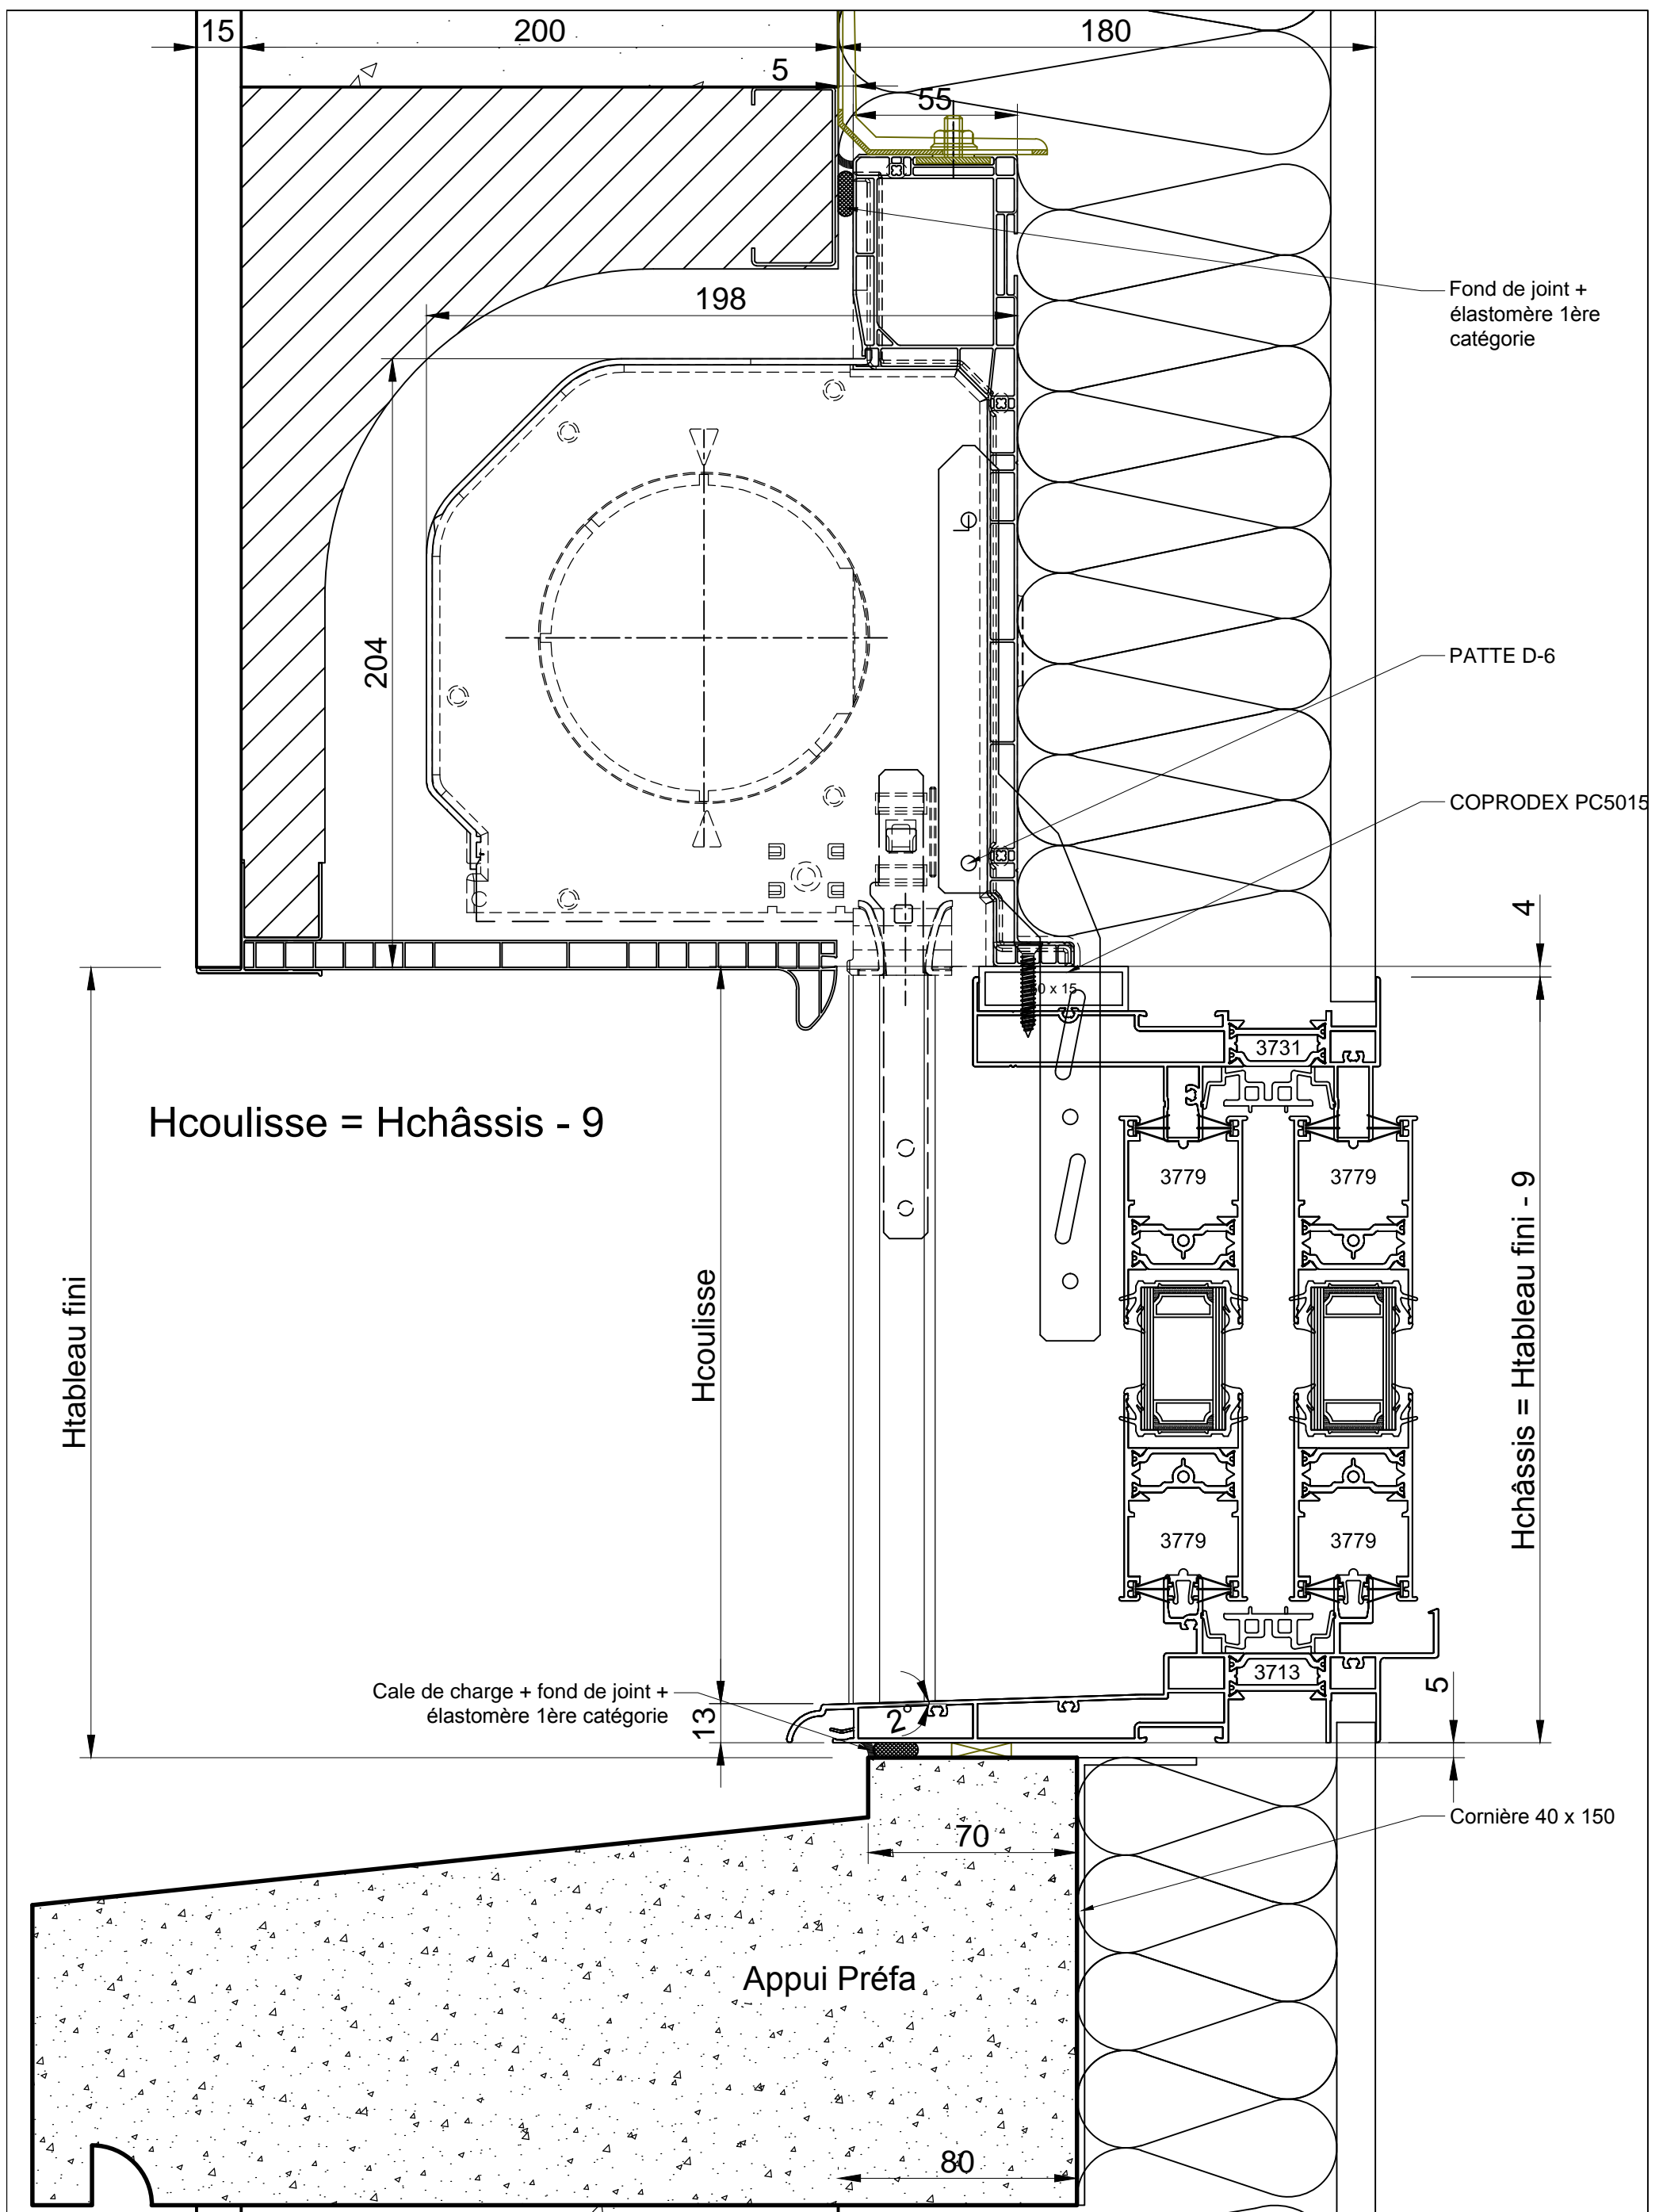 15
200
180
5
55
198
Fond de joint +
élastomère 1ère
catégorie
204
PATTE D-6
COPRODEX PC5015
4
3731
Hcoulisse = Hchâssis - 9
3779
3779
Htableau fini
Hcoulisse
Hchâssis = Htableau fini - 9
3779
3779
3713
5
Cale de charge + fond de joint +
élastomère 1ère catégorie
13
2°
Cornière 40 x 150
70
Appui Préfa
80